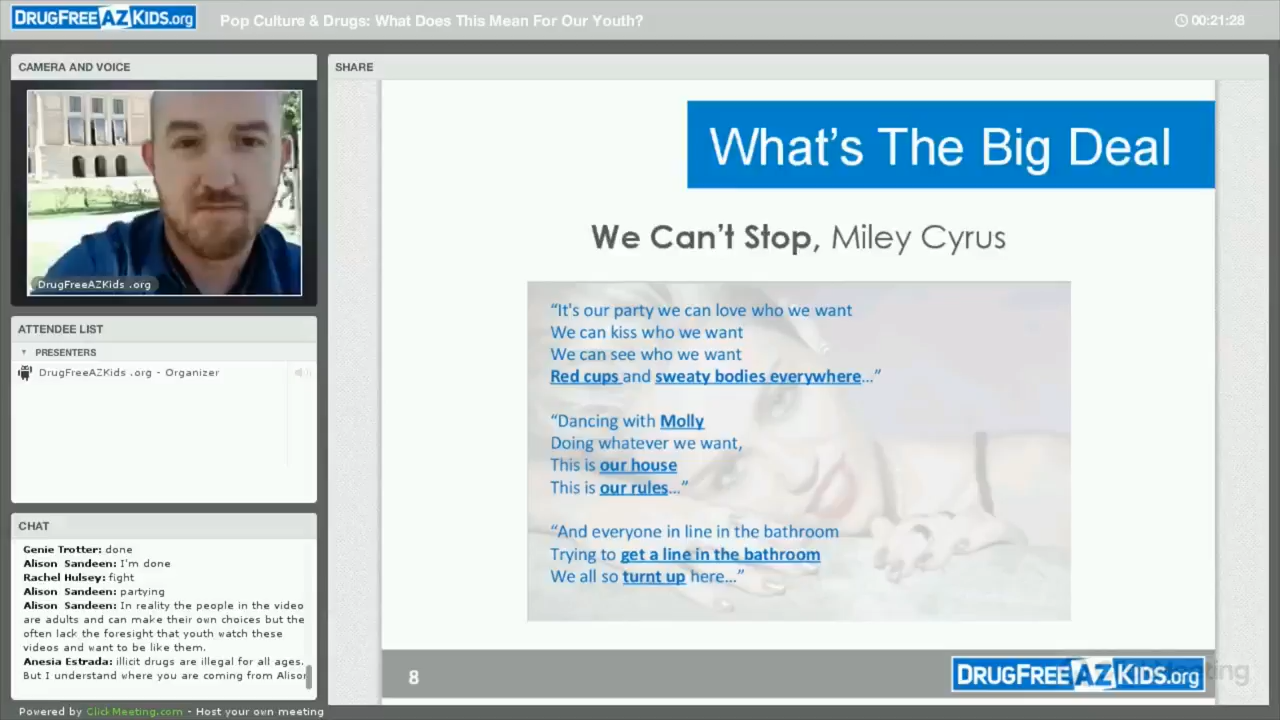 DRUGFREEAZKIDS.org
Pop Culture & Drugs: What Does This Mean For Our Youth?
00:21:28
CAMERA AND VOICE
DrugFreeAZKids .org
ATTENDEE LIST
PRESENTERS
DrugFreeAZKids .org - Organizer
CHAT
Genie Trotter: done
Alison Sandeen: I'm done
Rachel Hulsey: fight
Alison Sandeen: partying
Alison Sandeen: In reality the people in the video
are adults and can make their own choices but the
often lack the foresight that youth watch these
videos and want to be like them.
Anesia Estrada: illicit drugs are illegal for all ages.
But I understand where you are coming from Alison
Powered by ClickMeeting.com - Host your own meeting
SHARE
What's The Big Deal
We Can't Stop, Miley Cyrus
“It's our party we can love who we want
We can kiss who we want
We can see who we want
Red cups and sweaty bodies everywhere...”
“Dancing with Molly
Doing whatever we want,
This is our house
This is our rules...”
“And everyone in line in the bathroom
Trying to get a line in the bathroom
We all so turnt up here...”
8
DRUGFREEAZKIDS.org